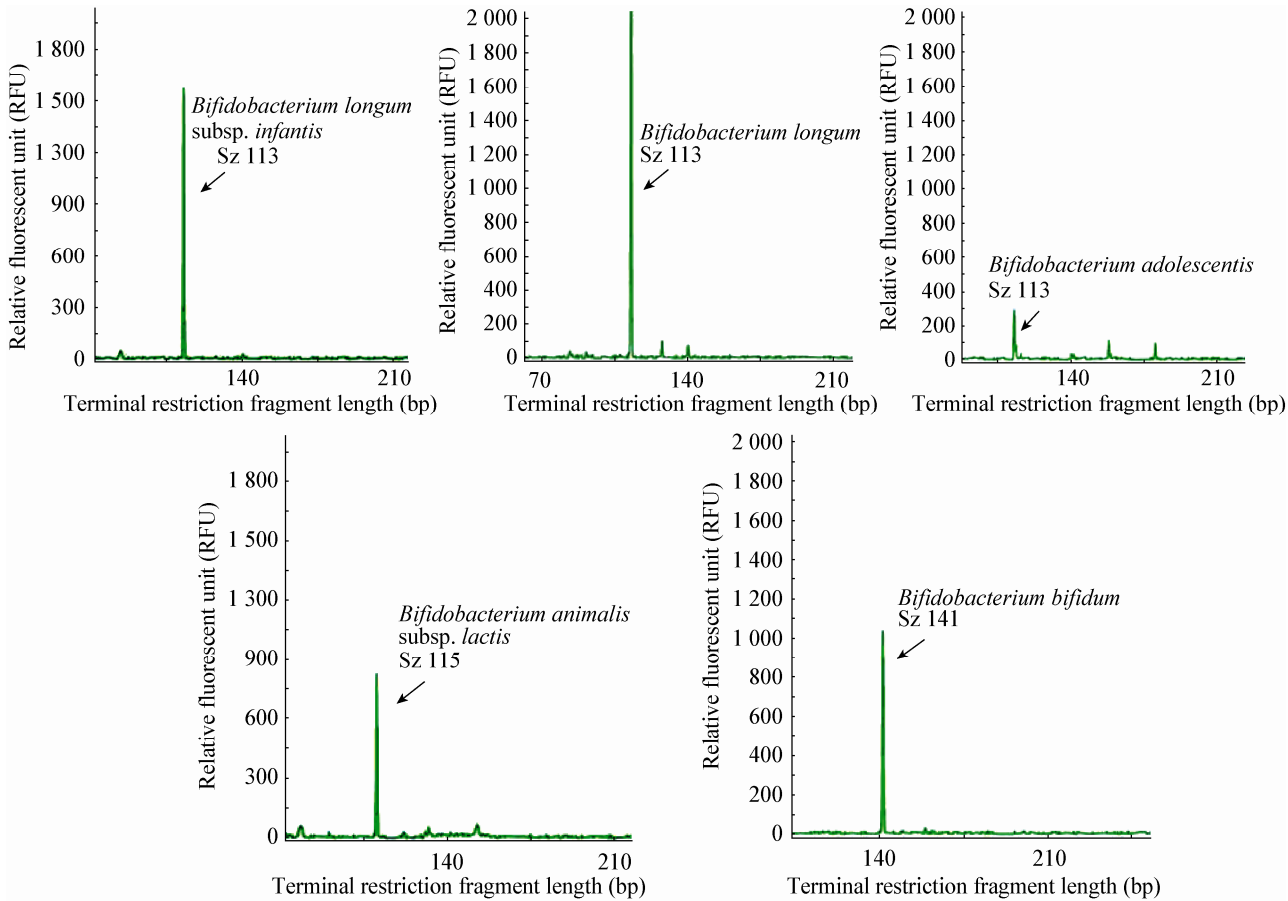 Relative fluorescent unit (RFU)
1 800
1 500
1 300
900
600
300
0
Bifidobacterium longum
subsp. infantis
Sz 113
140
210
Terminal restriction fragment length (bp)
Relative fluorescent unit (RFU)
2 000
1 800
1 600
1 400
1 200
1 000
800
600
400
200
0
Bifidobacterium longum
Sz 113
70
140
210
Terminal restriction fragment length (bp)
Relative fluorescent unit (RFU)
2 000
1 800
1 600
1 400
1 200
1 000
800
600
400
200
0
Bifidobacterium adolescentis
Sz 113
140
210
Terminal restriction fragment length (bp)
Relative fluorescent unit (RFU)
1 800
1 500
1 300
900
600
300
0
Bifidobacterium animalis
subsp. lactis
Sz 115
140
210
Terminal restriction fragment length (bp)
Relative fluorescent unit (RFU)
2 000
1 800
1 600
1 400
1 200
1 000
800
600
400
200
0
Bifidobacterium bifidum
Sz 141
140
210
Terminal restriction fragment length (bp)